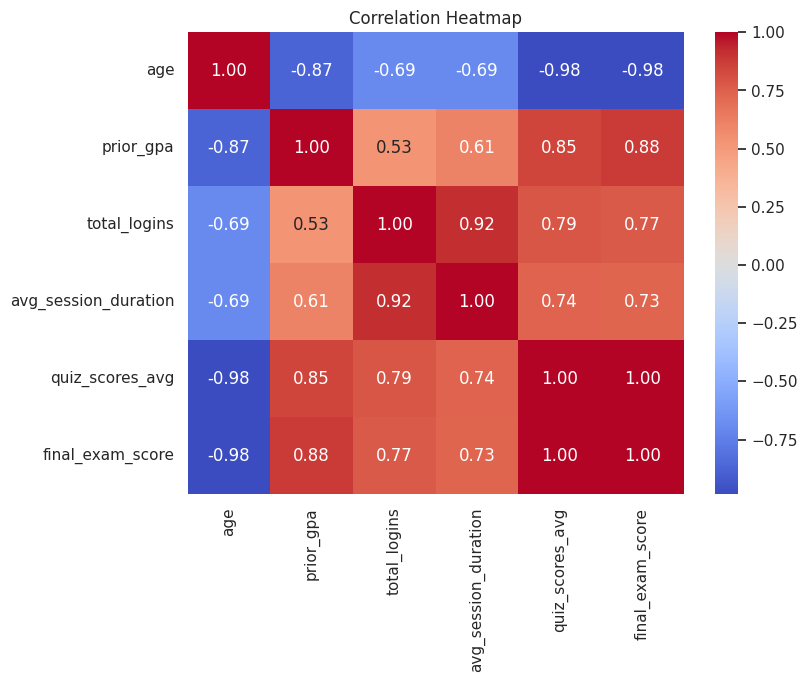 Correlation Heatmap
age 1.00 -0.87 -0.69 -0.69 -0.98 -0.98
prior_gpa -0.87 1.00 0.53 0.61 0.85 0.88
total_logins -0.69 0.53 1.00 0.92 0.79 0.77
avg_session_duration -0.69 0.61 0.92 1.00 0.74 0.73
quiz_scores_avg -0.98 0.85 0.79 0.74 1.00 1.00
final_exam_score -0.98 0.88 0.77 0.73 1.00 1.00
age
prior_gpa
total_logins
avg_session_duration
quiz_scores_avg
final_exam_score
1.00
0.75
0.50
0.25
0.00
−0.25
−0.50
−0.75